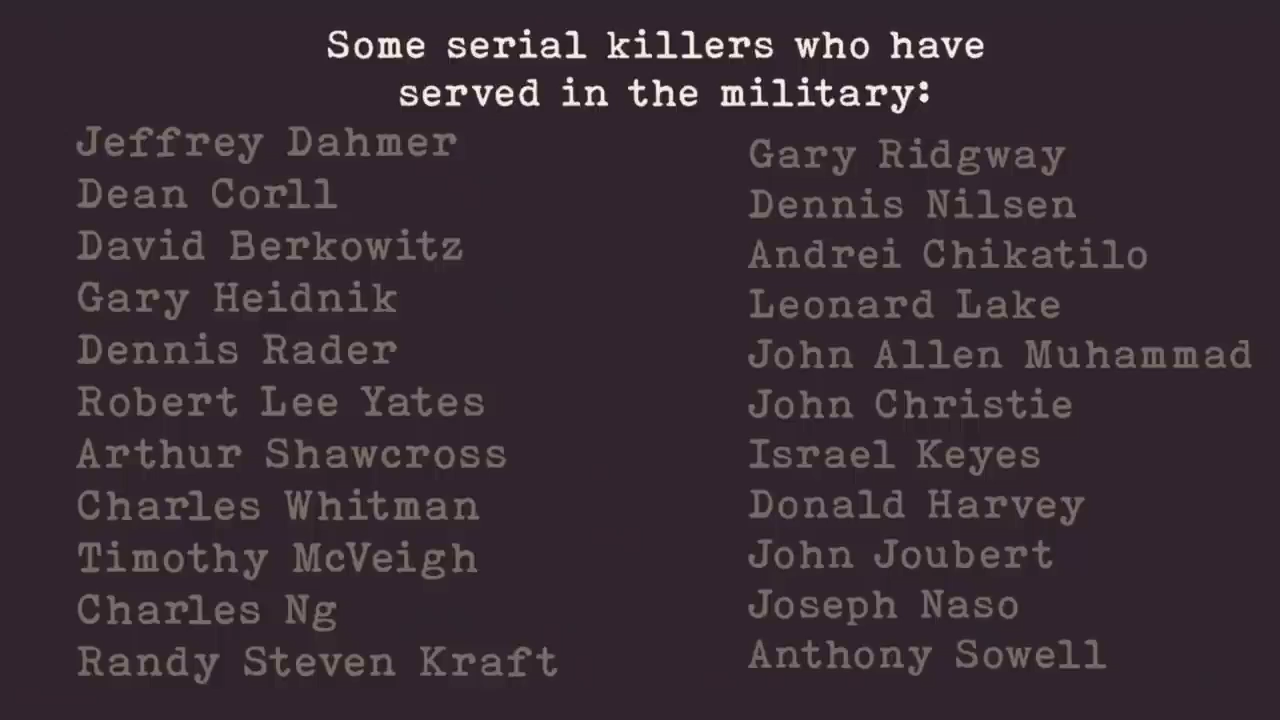 Some serial killers who have
served in the military:
Jeffrey Dahmer
Dean Corll
David Berkowitz
Gary Heidnik
Dennis Rader
Robert Lee Yates
Arthur Shawcross
Charles Whitman
Timothy McVeigh
Charles Ng
Randy Steven Kraft
Gary Ridgway
Dennis Nilsen
Andrei Chikatilo
Leonard Lake
John Allen Muhammad
John Christie
Israel Keyes
Donald Harvey
John Joubert
Joseph Naso
Anthony Sowell